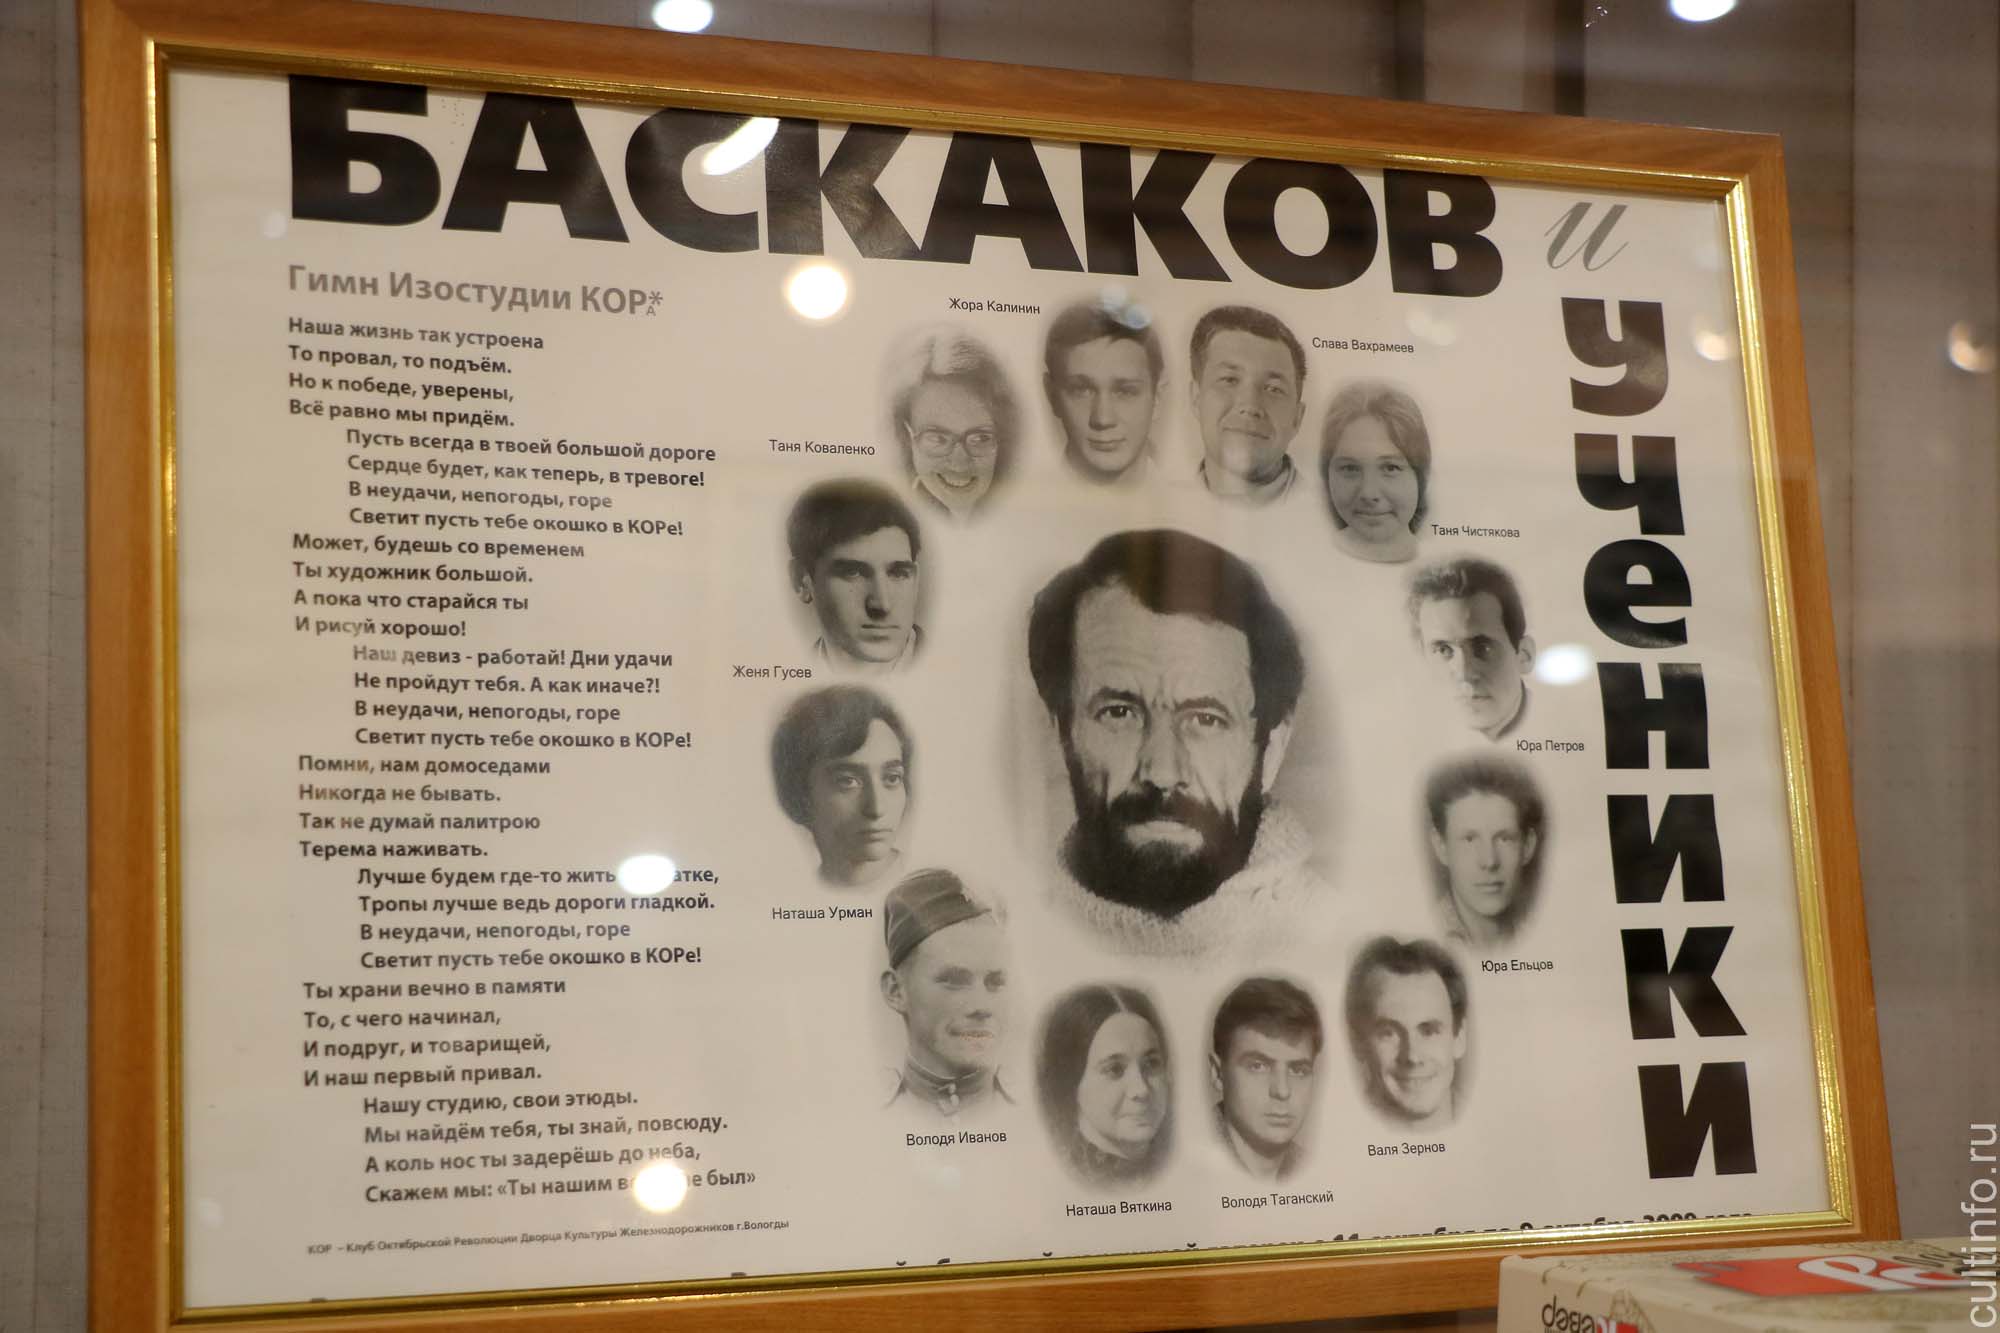 БАСКАКОВ и
ученики
Гимн Изостудии КОР*
А
Наша жизнь так устроена
То провал, то подъём.
Но к победе, уверены,
Всё равно мы придём.
Пусть всегда в твоей большой дороге
Сердце будет, как теперь, в тревоге!
В неудачи, непогоды, горе
Светит пусть тебе окошко в КОРе!
Может, будешь со временем
Ты художник большой.
А пока что старайся ты
И рисуй хорошо!
Наш девиз - работай! Дни удачи
Не пройдут тебя. А как иначе?!
В неудачи, непогоды, горе
Светит пусть тебе окошко в КОРе!
Помни, нам домоседами
Никогда не бывать.
Так не думай палитрою
Терема наживать.
Лучше будем где-то жить
Тропы лучше ведь дороги гладкой.
В неудачи, непогоды, горе
Светит пусть тебе окошко в КОРе!
Ты храни вечно в памяти
То, с чего начинал,
И подруг, и товарищей,
И наш первый привал.
Нашу студию, свои этюды.
Мы найдём тебя, ты знай, повсюду.
А коль нос ты задерёшь до неба,
Скажем мы: «Ты нашим не был»
КОР – Клуб Октябрьской Революции Дворца Культуры Железнодорожников г.Вологды
Жора Калинин
Слава Вахрамеев
Таня Коваленко
Таня Чистякова
Женя Гусев
Юра Петров
Наташа Урман
Юра Ельцов
Володя Иванов
Валя Зернов
Наташа Вяткина
Володя Таганский
cultinfo.ru